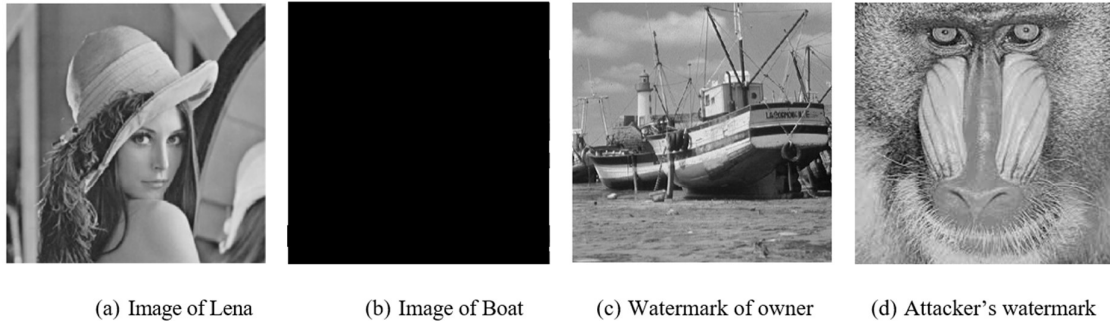 (a) Image of Lena
(b) Image of Boat
(c) Watermark of owner
(d) Attacker's watermark